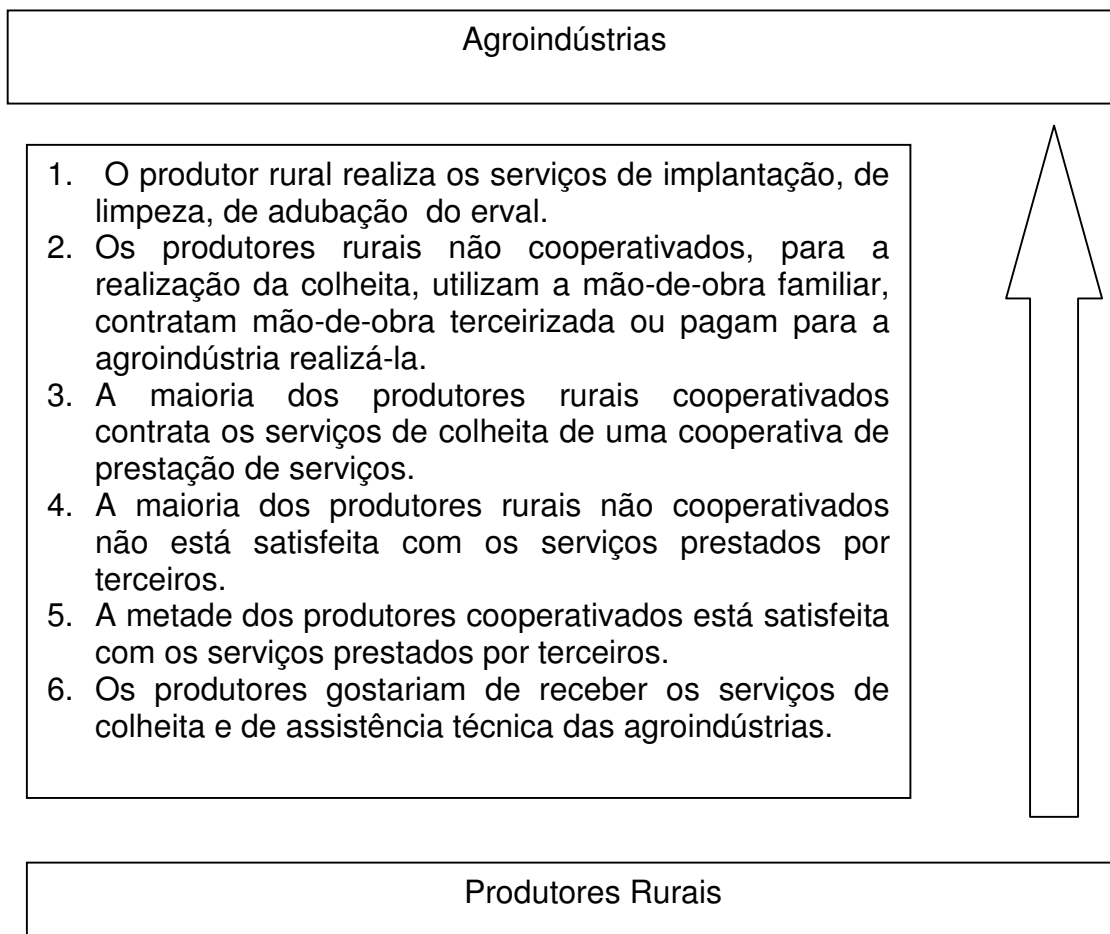 Agroindústrias
1. O produtor rural realiza os serviços de implantação, de
limpeza, de adubação do erval.
2. Os produtores rurais não cooperativados, para a
realização da colheita, utilizam a mão-de-obra familiar,
contratam mão-de-obra terceirizada ou pagam para a
agroindústria realizá-la.
3. A maioria dos produtores rurais cooperativados
contrata os serviços de colheita de uma cooperativa de
prestação de serviços.
4. A maioria dos produtores rurais não cooperativados
não está satisfeita com os serviços prestados por
terceiros.
5. A metade dos produtores cooperativados está satisfeita
com os serviços prestados por terceiros.
6. Os produtores gostariam de receber os serviços de
colheita e de assistência técnica das agroindústrias.
Produtores Rurais